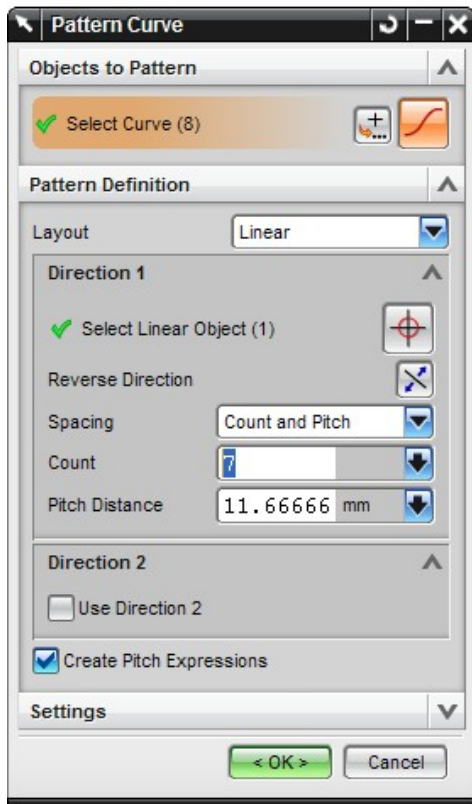 Pattern Curve
Objects to Pattern
Select Curve (8)
Pattern Definition
Layout Linear
Direction 1
Select Linear Object (1)
Reverse Direction
Spacing Count and Pitch
Count 7
Pitch Distance 11.66666 mm
Direction 2
Use Direction 2
Create Pitch Expressions
Settings
< OK > Cancel